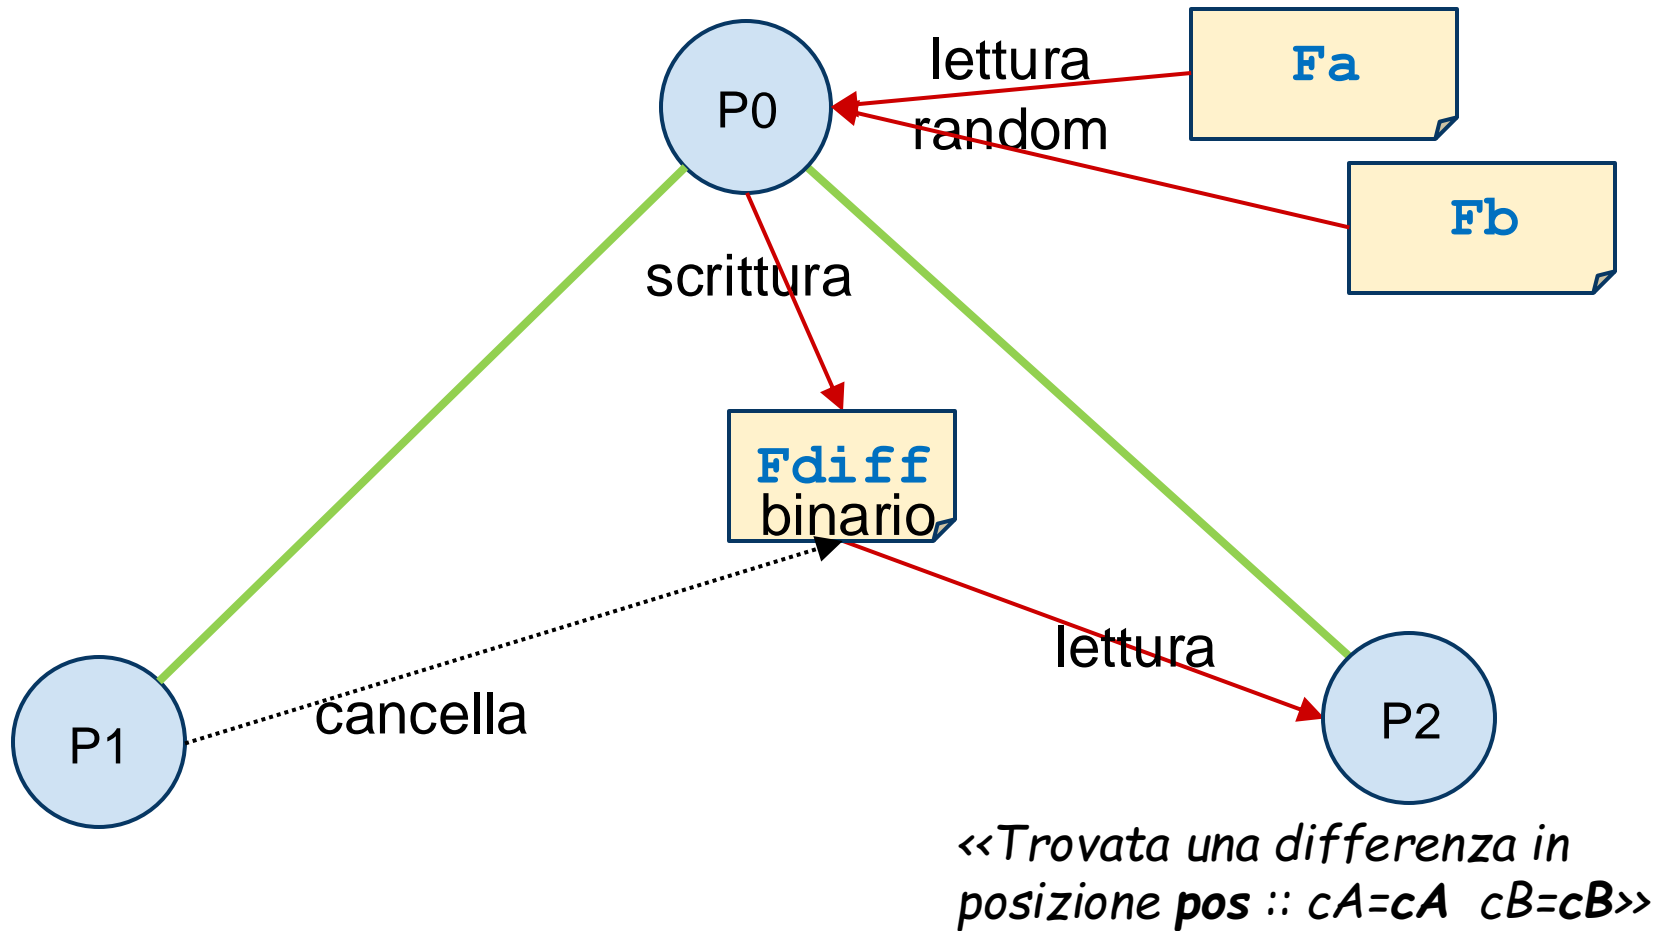 lettura
Fa
P0
random
Fb
scrittura
Fdiff
binario
lettura
cancella
P1
P2
<<Trovata una differenza in
posizione pos :: cA=cA cB=cB>>